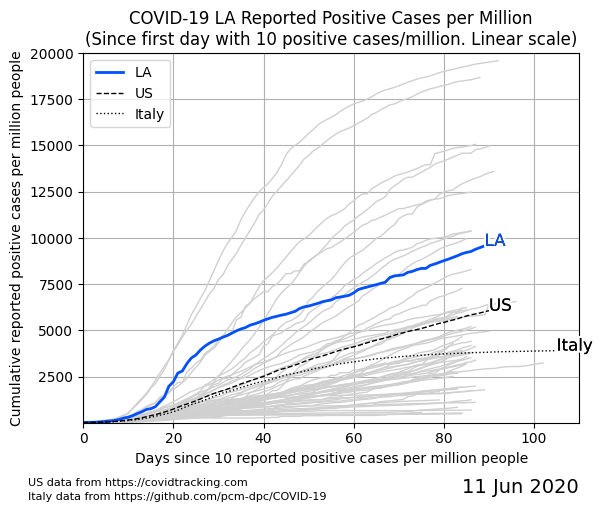 COVID-19 LA Reported Positive Cases per Million
(Since first day with 10 positive cases/million. Linear scale)
Cumulative reported positive cases per million people
20000
17500
15000
12500
10000
7500
5000
2500
LA
US
Italy
LA
US
Italy
0
20
40
60
80
100
Days since 10 reported positive cases per million people
US data from https://covidtracking.com
Italy data from https://github.com/pcm-dpc/COVID-19
11 Jun 2020